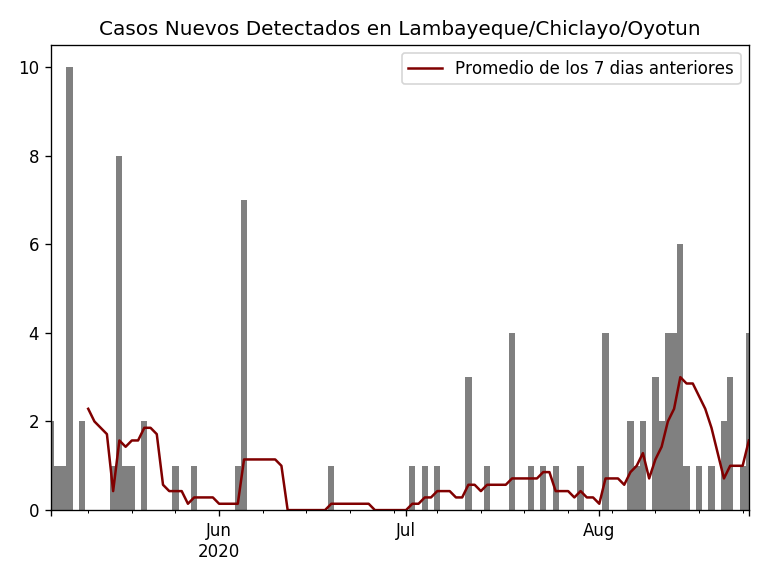 Casos Nuevos Detectados en Lambayeque/Chiclayo/Oyotun
Promedio de los 7 dias anteriores
10
8
6
4
2
0
Jun
2020
Jul
Aug